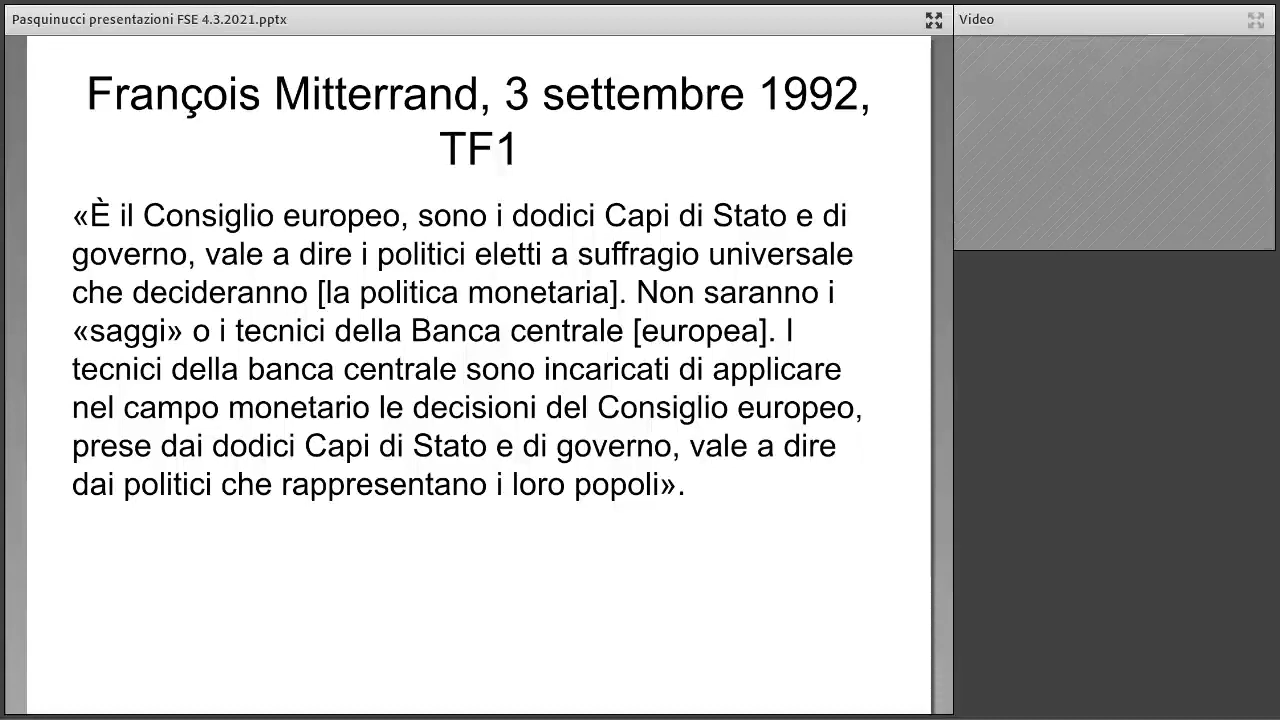 Pasquinucci presentazioni FSE 4.3.2021.pptx
Video
François Mitterrand, 3 settembre 1992,
TF1
«È il Consiglio europeo, sono i dodici Capi di Stato e di
governo, vale a dire i politici eletti a suffragio universale
che decideranno [la politica monetaria]. Non saranno i
«saggi» o i tecnici della Banca centrale [europea]. I
tecnici della banca centrale sono incaricati di applicare
nel campo monetario le decisioni del Consiglio europeo,
prese dai dodici Capi di Stato e di governo, vale a dire
dai politici che rappresentano i loro popoli».